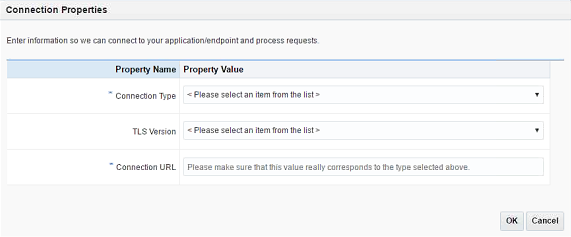 Connection Properties
Enter information so we can connect to your application/endpoint and process requests.
Property Name Property Value
* Connection Type < Please select an item from the list >
TLS Version < Please select an item from the list >
* Connection URL Please make sure that this value really corresponds to the type selected above.
OK Cancel